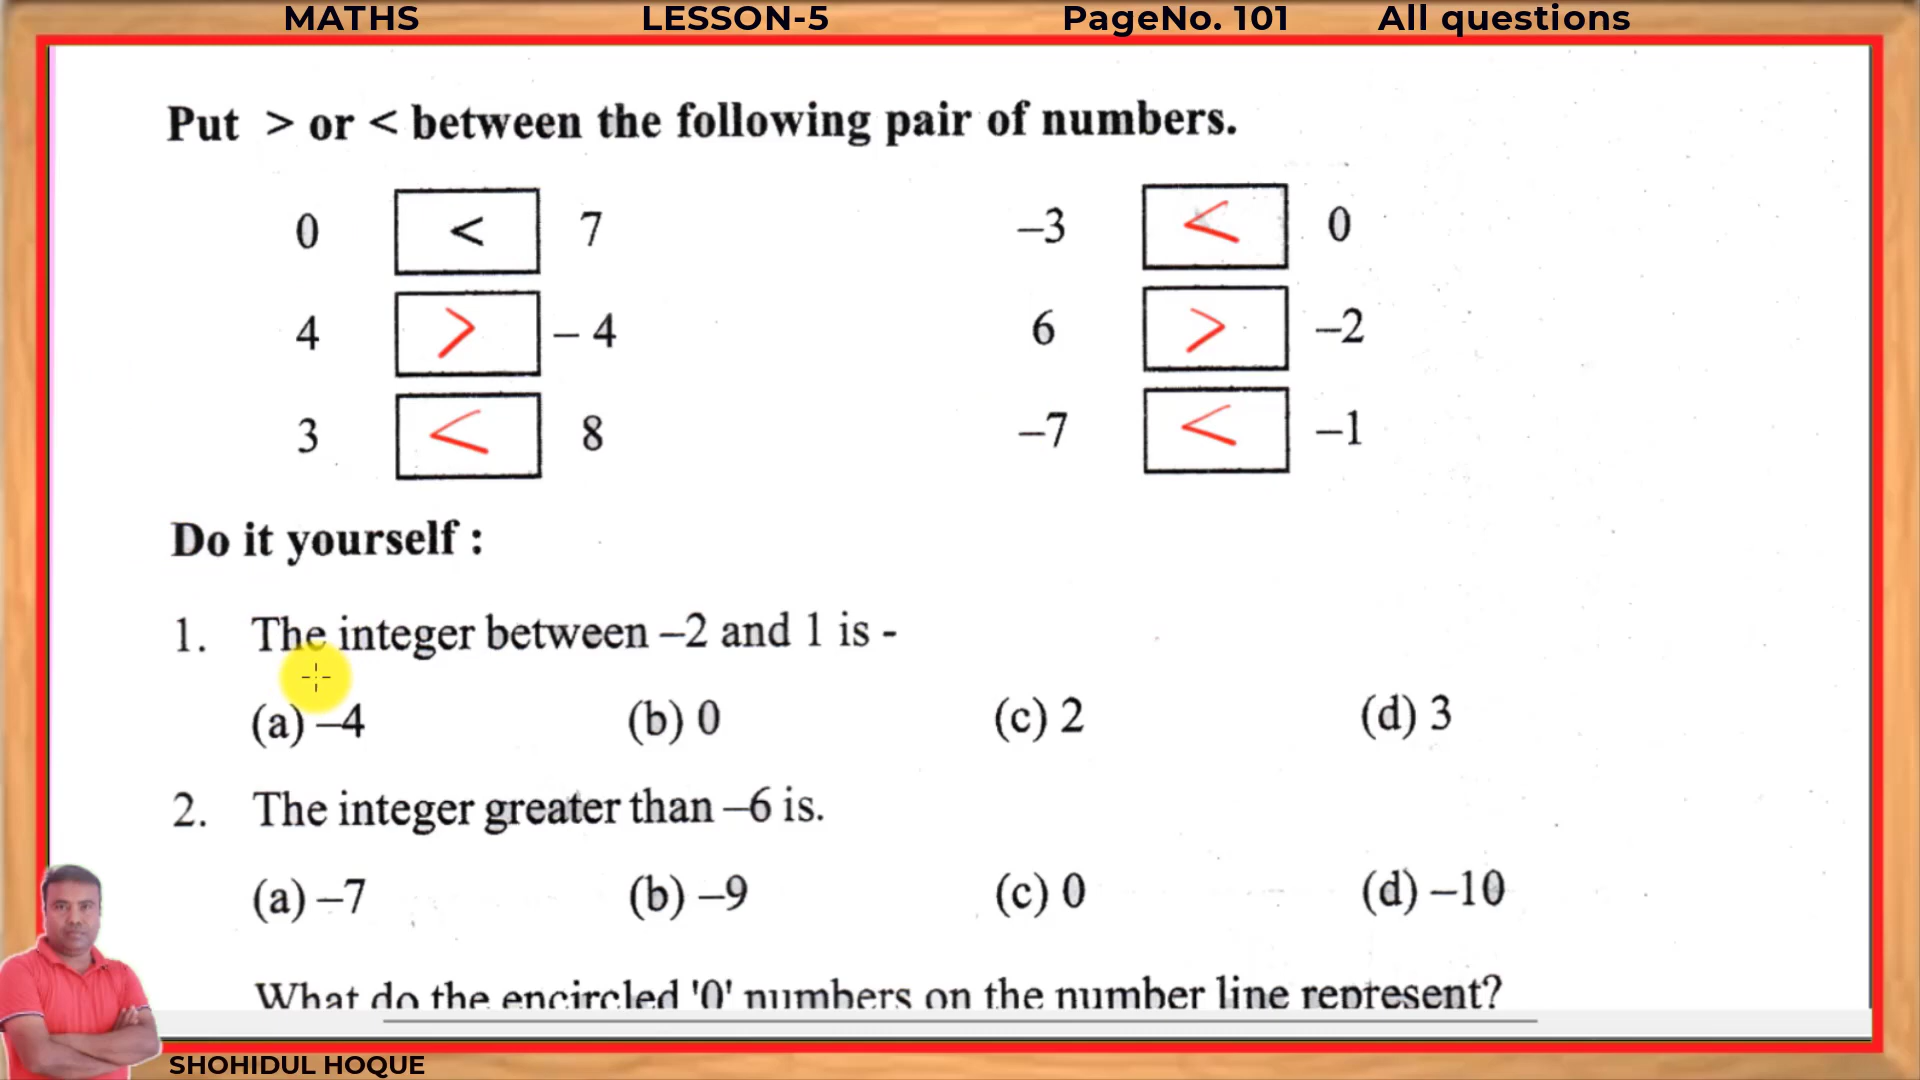 MATHS LESSON-5 PageNo. 101 All questions
Put > or < between the following pair of numbers.
0 < 7 –3 < 0
4 > – 4 6 > –2
3 < 8 –7 < –1
Do it yourself :
1. The integer between –2 and 1 is -
(a) –4 (b) 0 (c) 2 (d) 3
2. The integer greater than –6 is.
(a) –7 (b) –9 (c) 0 (d) –10
What do the encircled '0' numbers on the number line represent?
SHOHIDUL HOQUE